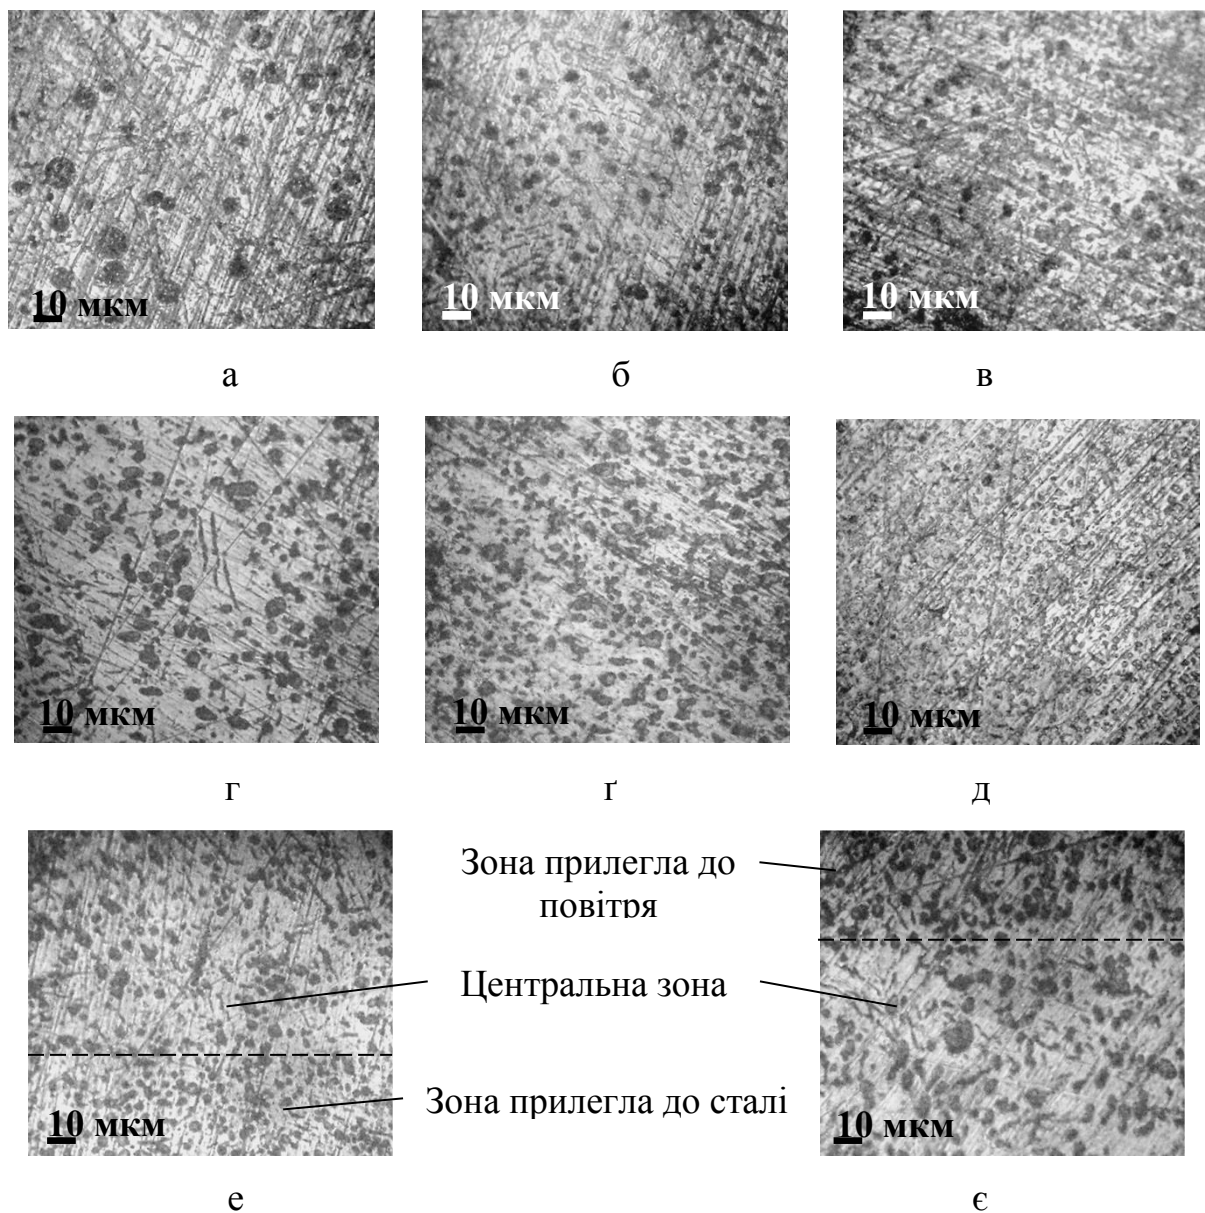 10 мкм
10 мкм
10 мкм
а
б
в
10 мкм
10 мкм
10 мкм
г
ґ
д
Зона прилегла до
повітря
Центральна зона
Зона прилегла до сталі
10 мкм
10 мкм
е
є